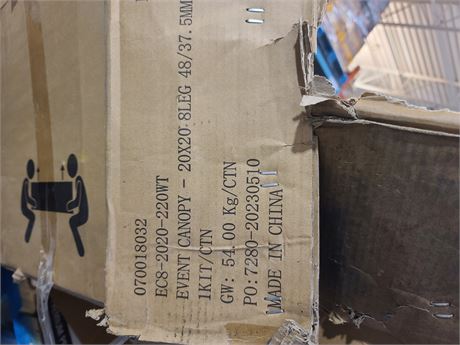 070018032
EC8-2020-220WT
EVENT CANOPY - 20X20 8LEG 48/37.5MM
1KIT/CTN
GW: 54.00 Kg/CTN
PO: 7280-20230510
MADE IN CHINA